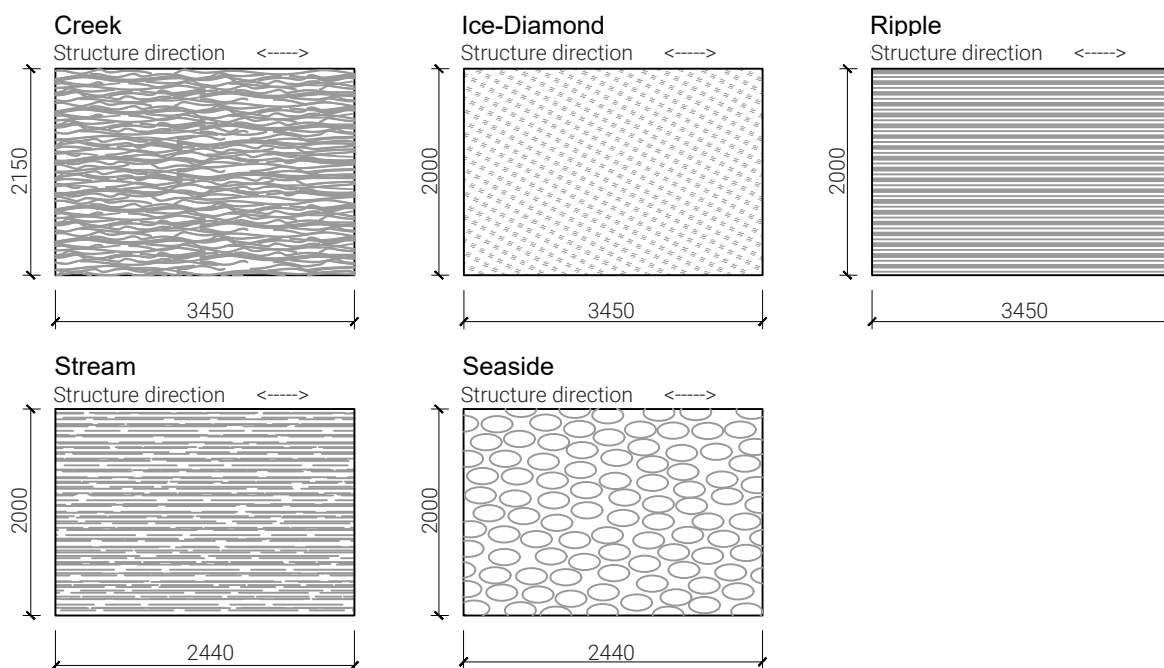 Creek
Structure direction <----->
2150
3450
Ice-Diamond
Structure direction <----->
2000
3450
Ripple
Structure direction <----->
2000
3450
Stream
Structure direction <----->
2000
2440
Seaside
Structure direction <----->
2000
2440